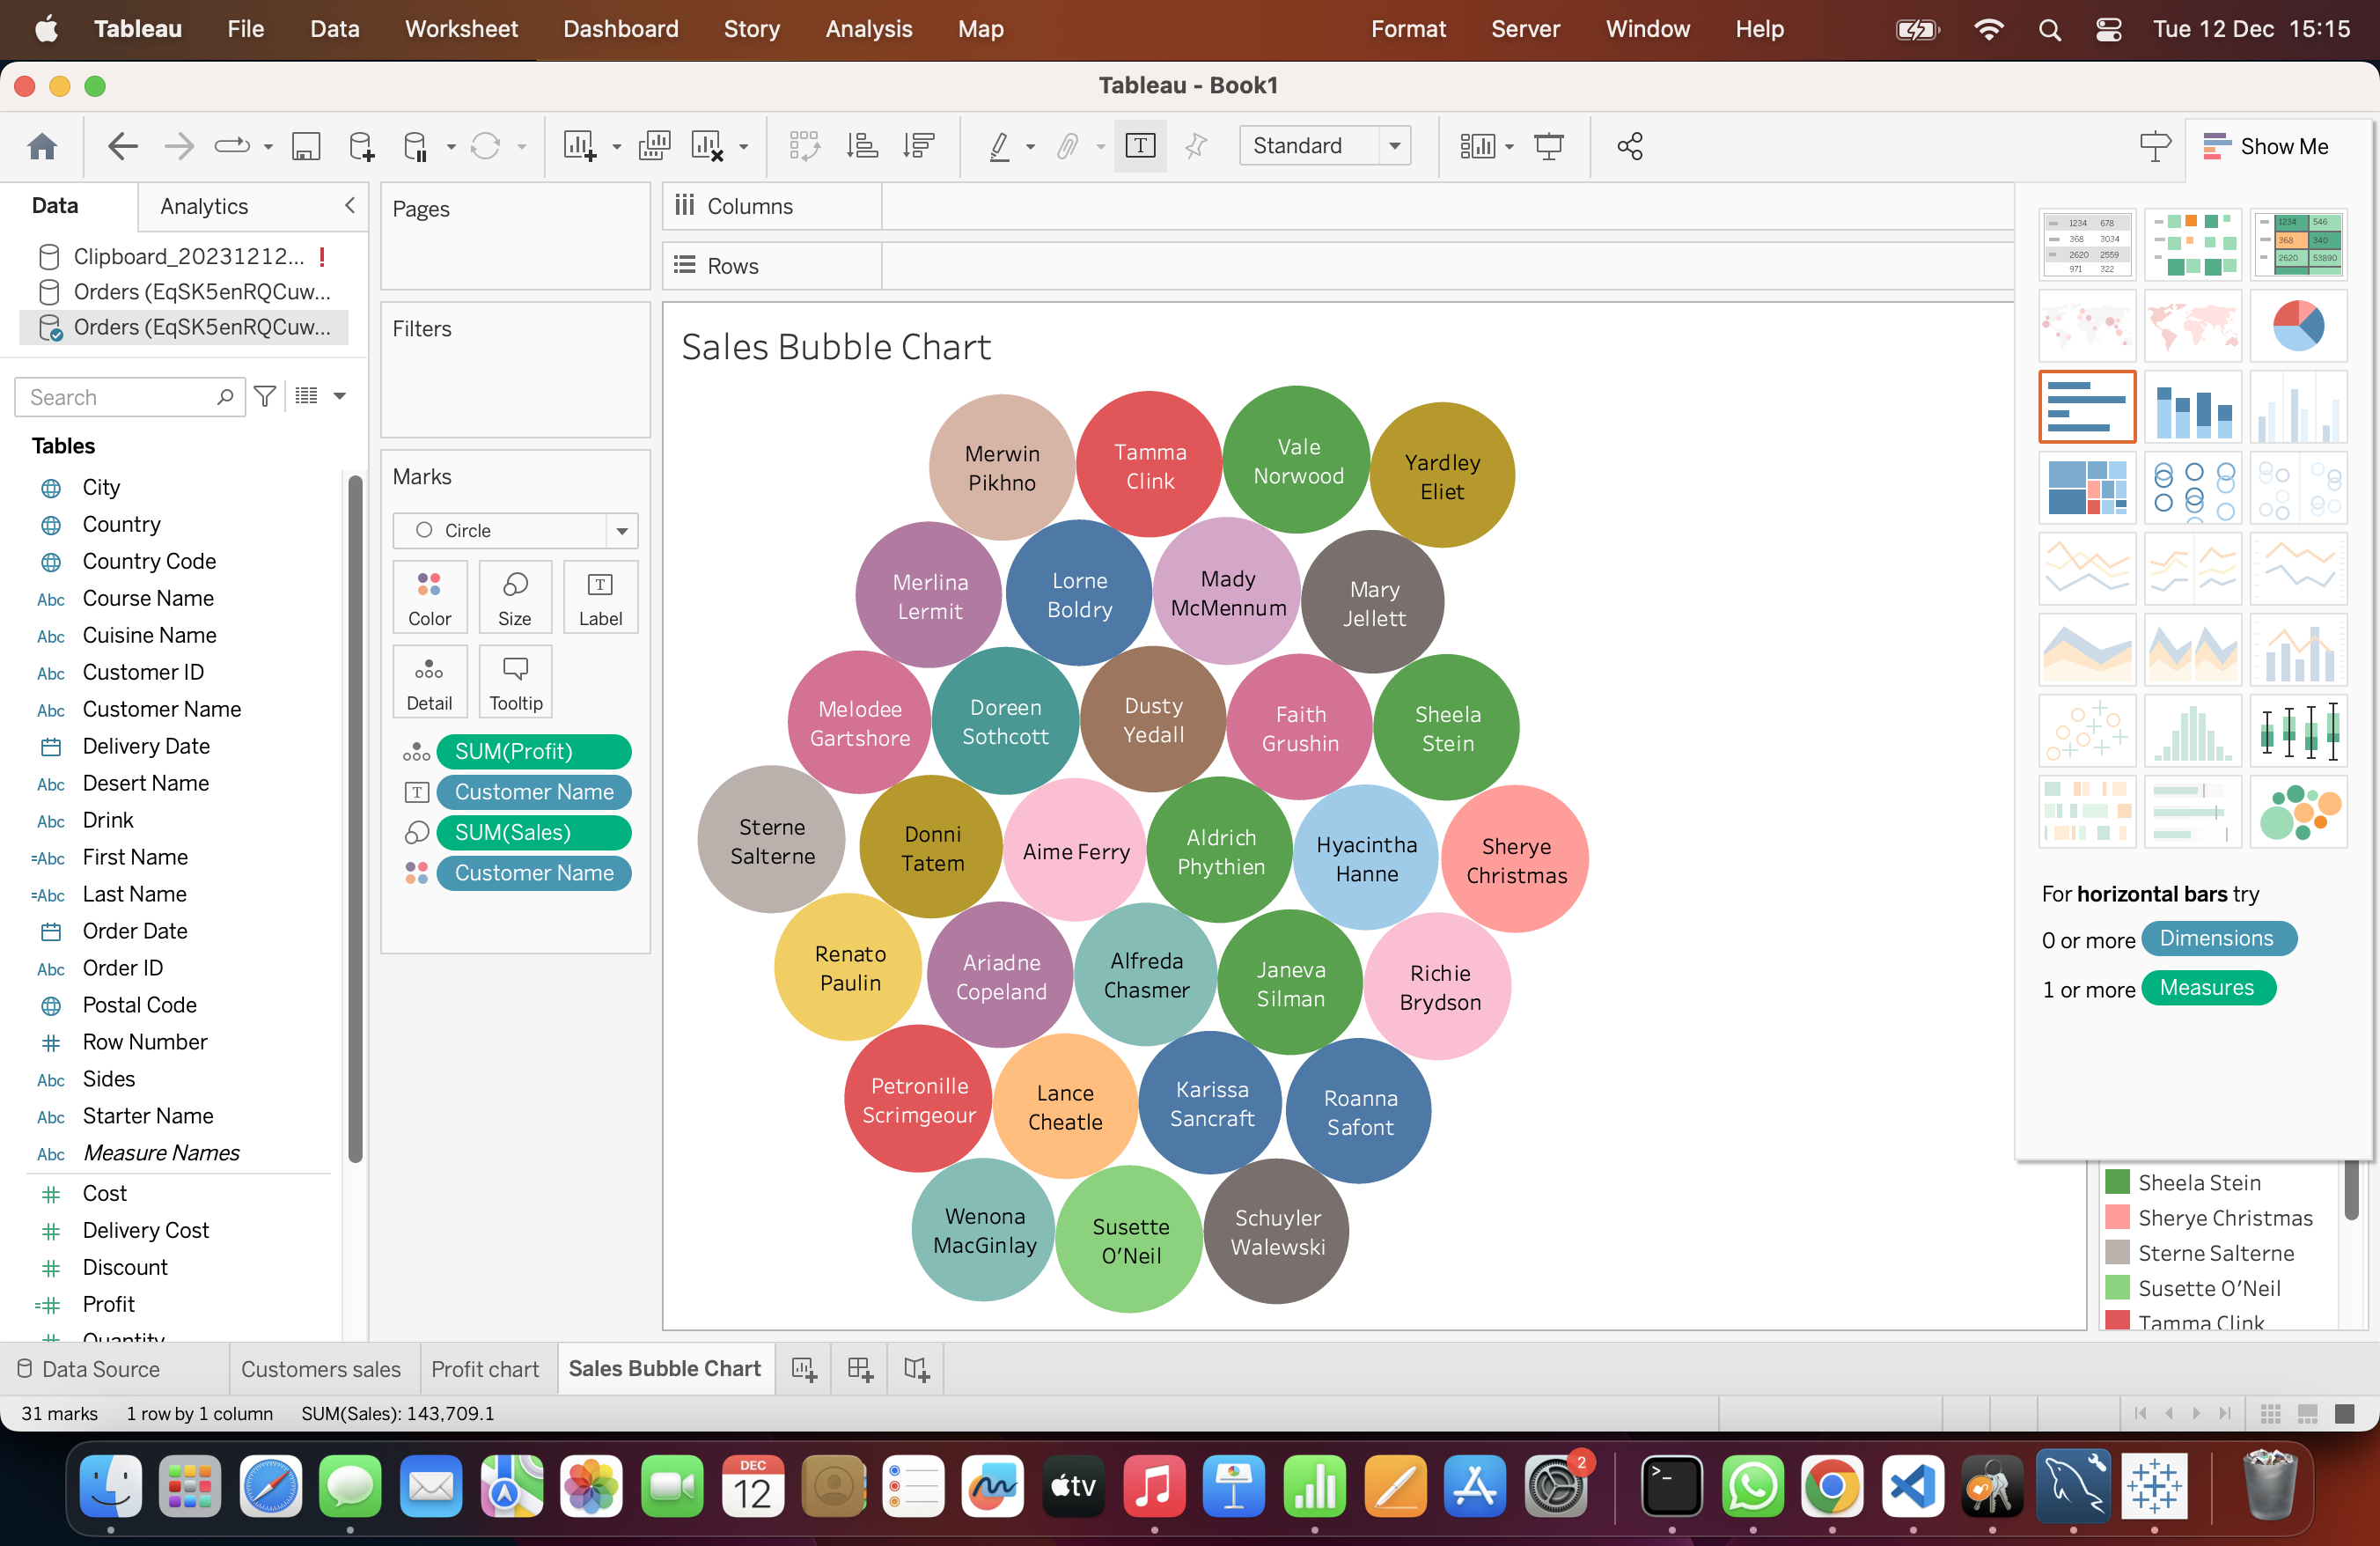 Tableau File Data Worksheet Dashboard Story Analysis Map Format Server Window Help Tue 12 Dec 15:15
Tableau - Book1
Standard
Show Me
Data Analytics
Clipboard_20231212... !
Orders (EqSK5enRQCuw...
Orders (EqSK5enRQCuw...
Search
Tables
City
Country
Country Code
Abc Course Name
Abc Cuisine Name
Abc Customer ID
Abc Customer Name
Delivery Date
Abc Desert Name
Abc Drink
=Abc First Name
=Abc Last Name
Order Date
Abc Order ID
Postal Code
# Row Number
Abc Sides
Abc Starter Name
Abc Measure Names
# Cost
# Delivery Cost
# Discount
=# Profit
# Quantity
Pages
Filters
Marks
Circle
Color Size Label
Detail Tooltip
SUM(Profit)
T Customer Name
SUM(Sales)
Customer Name
Columns
Rows
Sales Bubble Chart
Merwin
Pikhno
Tamma
Clink
Vale
Norwood
Yardley
Eliet
Merlina
Lermit
Lorne
Boldry
Mady
McMennum
Mary
Jellett
Melodee
Gartshore
Doreen
Sothcott
Dusty
Yedall
Faith
Grushin
Sheela
Stein
Sterne
Salterne
Donni
Tatem
Aime Ferry
Aldrich
Phythien
Hyacintha
Hanne
Sherye
Christmas
Renato
Paulin
Ariadne
Copeland
Alfreda
Chasmer
Janeva
Silman
Richie
Brydson
Petronille
Scrimgeour
Lance
Cheatle
Karissa
Sancraft
Roanna
Safont
Wenona
MacGinlay
Susette
O'Neil
Schuyler
Walewski
1234 678
368 3034
2620 2559
971 322
1234 546
368 340
2620 53890
For horizontal bars try
0 or more Dimensions
1 or more Measures
Sheela Stein
Sherye Christmas
Sterne Salterne
Susette O'Neil
Tamma Clink
Data Source Customers sales Profit chart Sales Bubble Chart
31 marks 1 row by 1 column SUM(Sales): 143,709.1
DEC
12
tv
2